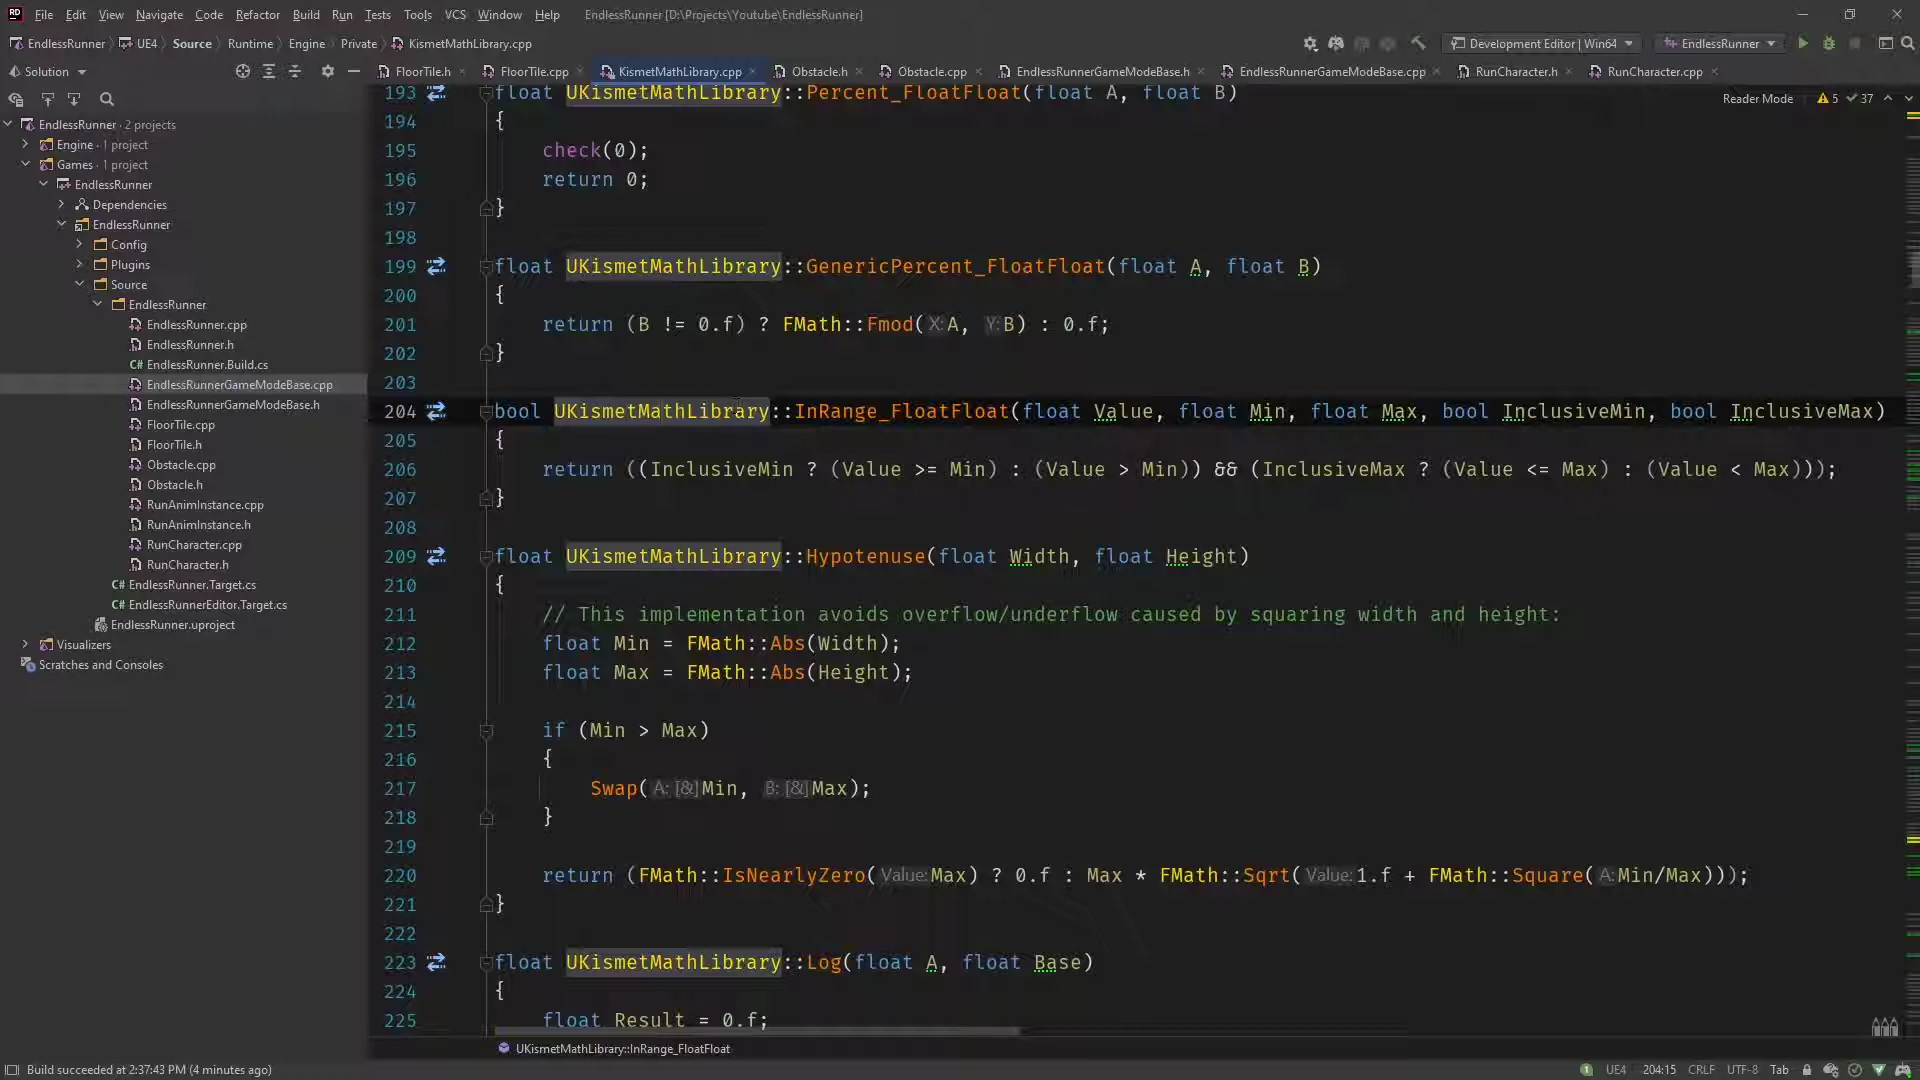 RD File Edit View Navigate Code Refactor Build Run Tests Tools VCS Window Help EndlessRunner [D:\Projects\Youtube\EndlessRunner]
EndlessRunner UE4 Source Runtime Engine Private KismetMathLibrary.cpp Development Editor | Win64 EndlessRunner
Solution FloorTile.h FloorTile.cpp KismetMathLibrary.cpp Obstacle.h Obstacle.cpp EndlessRunnerGameModeBase.h EndlessRunnerGameModeBase.cpp RunCharacter.h RunCharacter.cpp
Reader Mode 5 37
EndlessRunner · 2 projects
Engine · 1 project
Games · 1 project
EndlessRunner
Dependencies
EndlessRunner
Config
Plugins
Source
EndlessRunner
EndlessRunner.cpp
EndlessRunner.h
C# EndlessRunner.Build.cs
EndlessRunnerGameModeBase.cpp
EndlessRunnerGameModeBase.h
FloorTile.cpp
FloorTile.h
Obstacle.cpp
Obstacle.h
RunAnimInstance.cpp
RunAnimInstance.h
RunCharacter.cpp
RunCharacter.h
C# EndlessRunner.Target.cs
C# EndlessRunnerEditor.Target.cs
EndlessRunner.uproject
Visualizers
Scratches and Consoles
193 float UKismetMathLibrary::Percent_FloatFloat(float A, float B)
194 {
195 check(0);
196 return 0;
197 }
198
199 float UKismetMathLibrary::GenericPercent_FloatFloat(float A, float B)
200 {
201 return (B != 0.f) ? FMath::Fmod(X:A, Y:B) : 0.f;
202 }
203
204 bool UKismetMathLibrary::InRange_FloatFloat(float Value, float Min, float Max, bool InclusiveMin, bool InclusiveMax)
205 {
206 return ((InclusiveMin ? (Value >= Min) : (Value > Min)) && (InclusiveMax ? (Value <= Max) : (Value < Max)));
207 }
208
209 float UKismetMathLibrary::Hypotenuse(float Width, float Height)
210 {
211 // This implementation avoids overflow/underflow caused by squaring width and height:
212 float Min = FMath::Abs(Width);
213 float Max = FMath::Abs(Height);
214
215 if (Min > Max)
216 {
217 Swap(A:[&]Min, B:[&]Max);
218 }
219
220 return (FMath::IsNearlyZero(Value:Max) ? 0.f : Max * FMath::Sqrt(Value:1.f + FMath::Square(A:Min/Max)));
221 }
222
223 float UKismetMathLibrary::Log(float A, float Base)
224 {
225 float Result = 0.f;
UKismetMathLibrary::InRange_FloatFloat
Build succeeded at 2:37:43 PM (4 minutes ago) 1 UE4 204:15 CRLF UTF-8 Tab